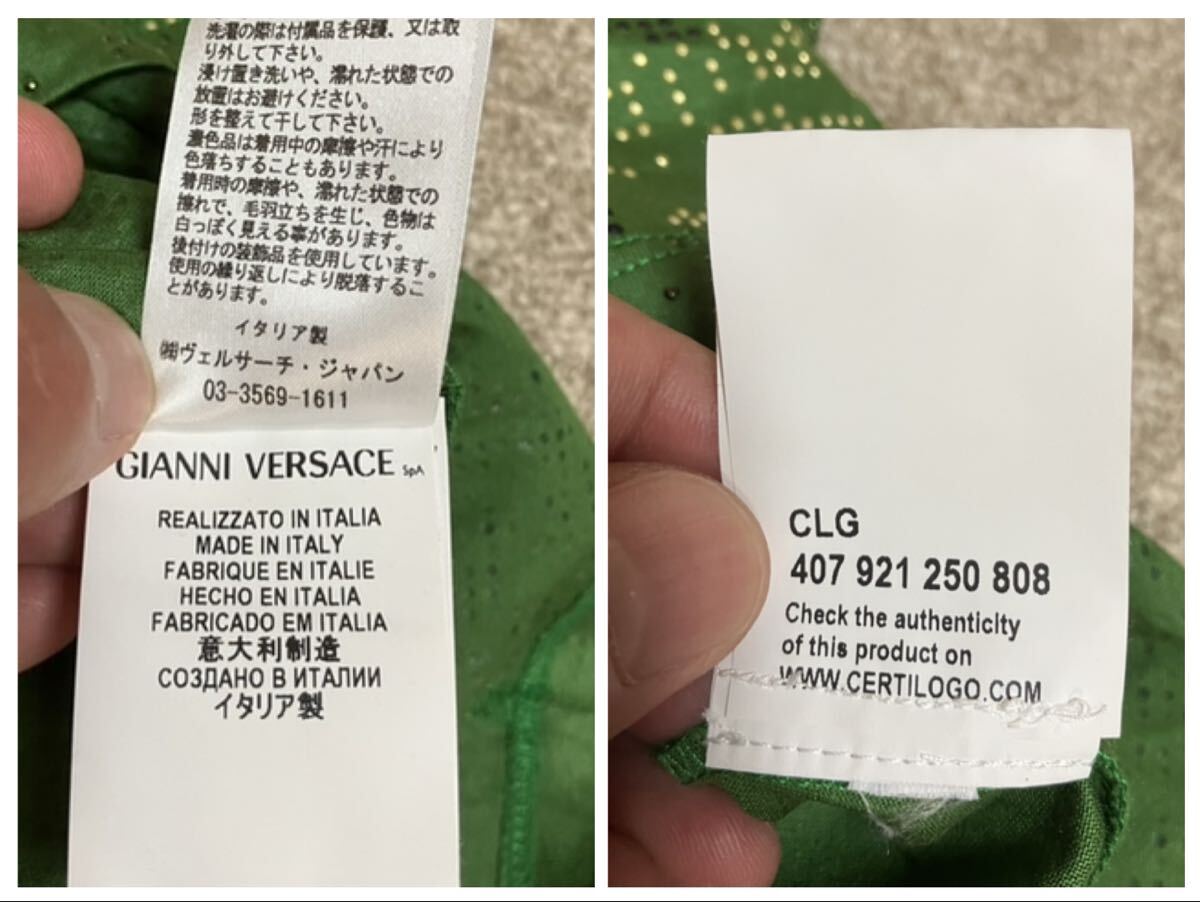 洗濯の際は付属品を保護、又は取
り外して下さい。
浸け置き洗いや、濡れた状態での
放置はお避けください。
形を整えて干して下さい。
濃色品は着用中の摩擦や汗により
色落ちすることもあります。
着用時の摩擦や、濡れた状態での
擦れで、毛羽立ちを生じ、色物は
白っぽく見える事があります。
後付けの装飾品を使用しています。
使用の繰り返しにより脱落するこ
とがあります。
イタリア製
㈱ヴェルサーチ・ジャパン
03-3569-1611
GIANNI VERSACE SpA
REALIZZATO IN ITALIA
MADE IN ITALY
FABRIQUE EN ITALIE
HECHO EN ITALIA
FABRICADO EM ITALIA
意大利制造
СОЗДАНО В ИТАЛИИ
イタリア製
CLG
407 921 250 808
Check the authenticity
of this product on
WWW.CERTILOGO.COM